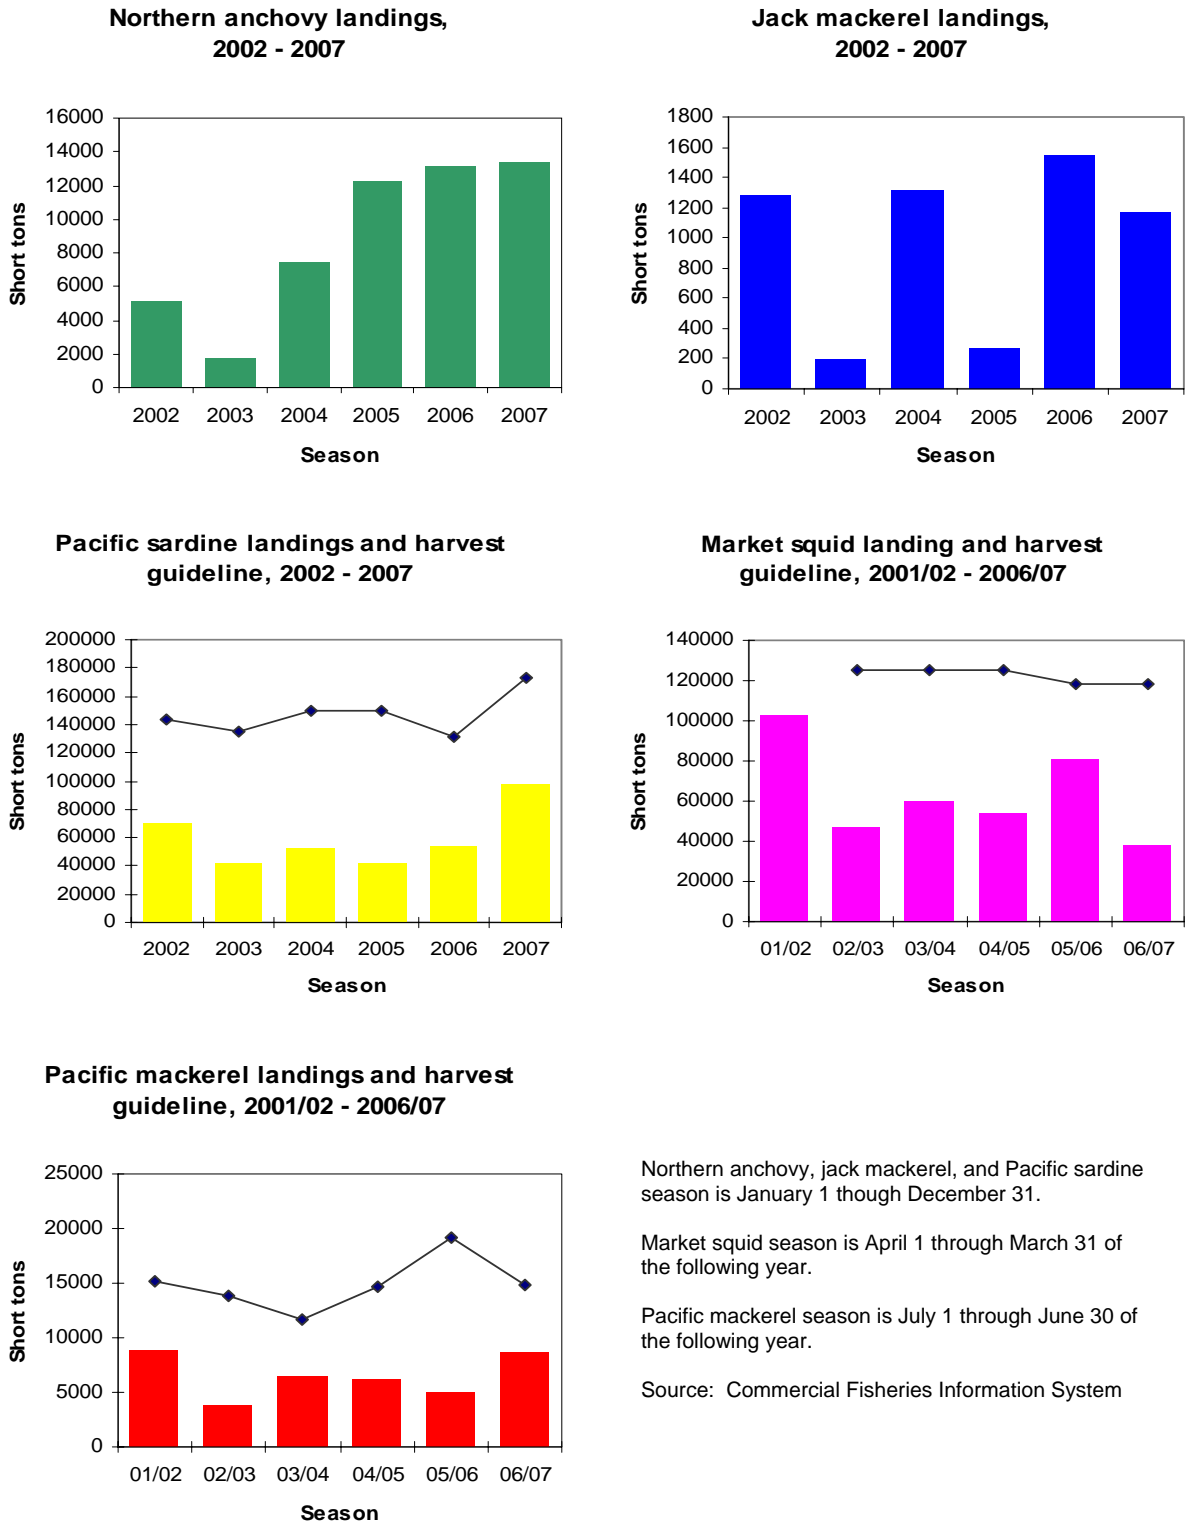 Northern anchovy landings,
2002 - 2007
16000
14000
12000
10000
8000
6000
4000
2000
0
Short tons
2002 2003 2004 2005 2006 2007
Season
Jack mackerel landings,
2002 - 2007
1800
1600
1400
1200
1000
800
600
400
200
0
Short tons
2002 2003 2004 2005 2006 2007
Season
Pacific sardine landings and harvest
guideline, 2002 - 2007
200000
180000
160000
140000
120000
100000
80000
60000
40000
20000
0
Short tons
2002 2003 2004 2005 2006 2007
Season
Market squid landing and harvest
guideline, 2001/02 - 2006/07
140000
120000
100000
80000
60000
40000
20000
0
Short tons
01/02 02/03 03/04 04/05 05/06 06/07
Season
Pacific mackerel landings and harvest
guideline, 2001/02 - 2006/07
25000
20000
15000
10000
5000
0
Short tons
01/02 02/03 03/04 04/05 05/06 06/07
Season
Northern anchovy, jack mackerel, and Pacific sardine
season is January 1 though December 31.
Market squid season is April 1 through March 31 of
the following year.
Pacific mackerel season is July 1 through June 30 of
the following year.
Source: Commercial Fisheries Information System